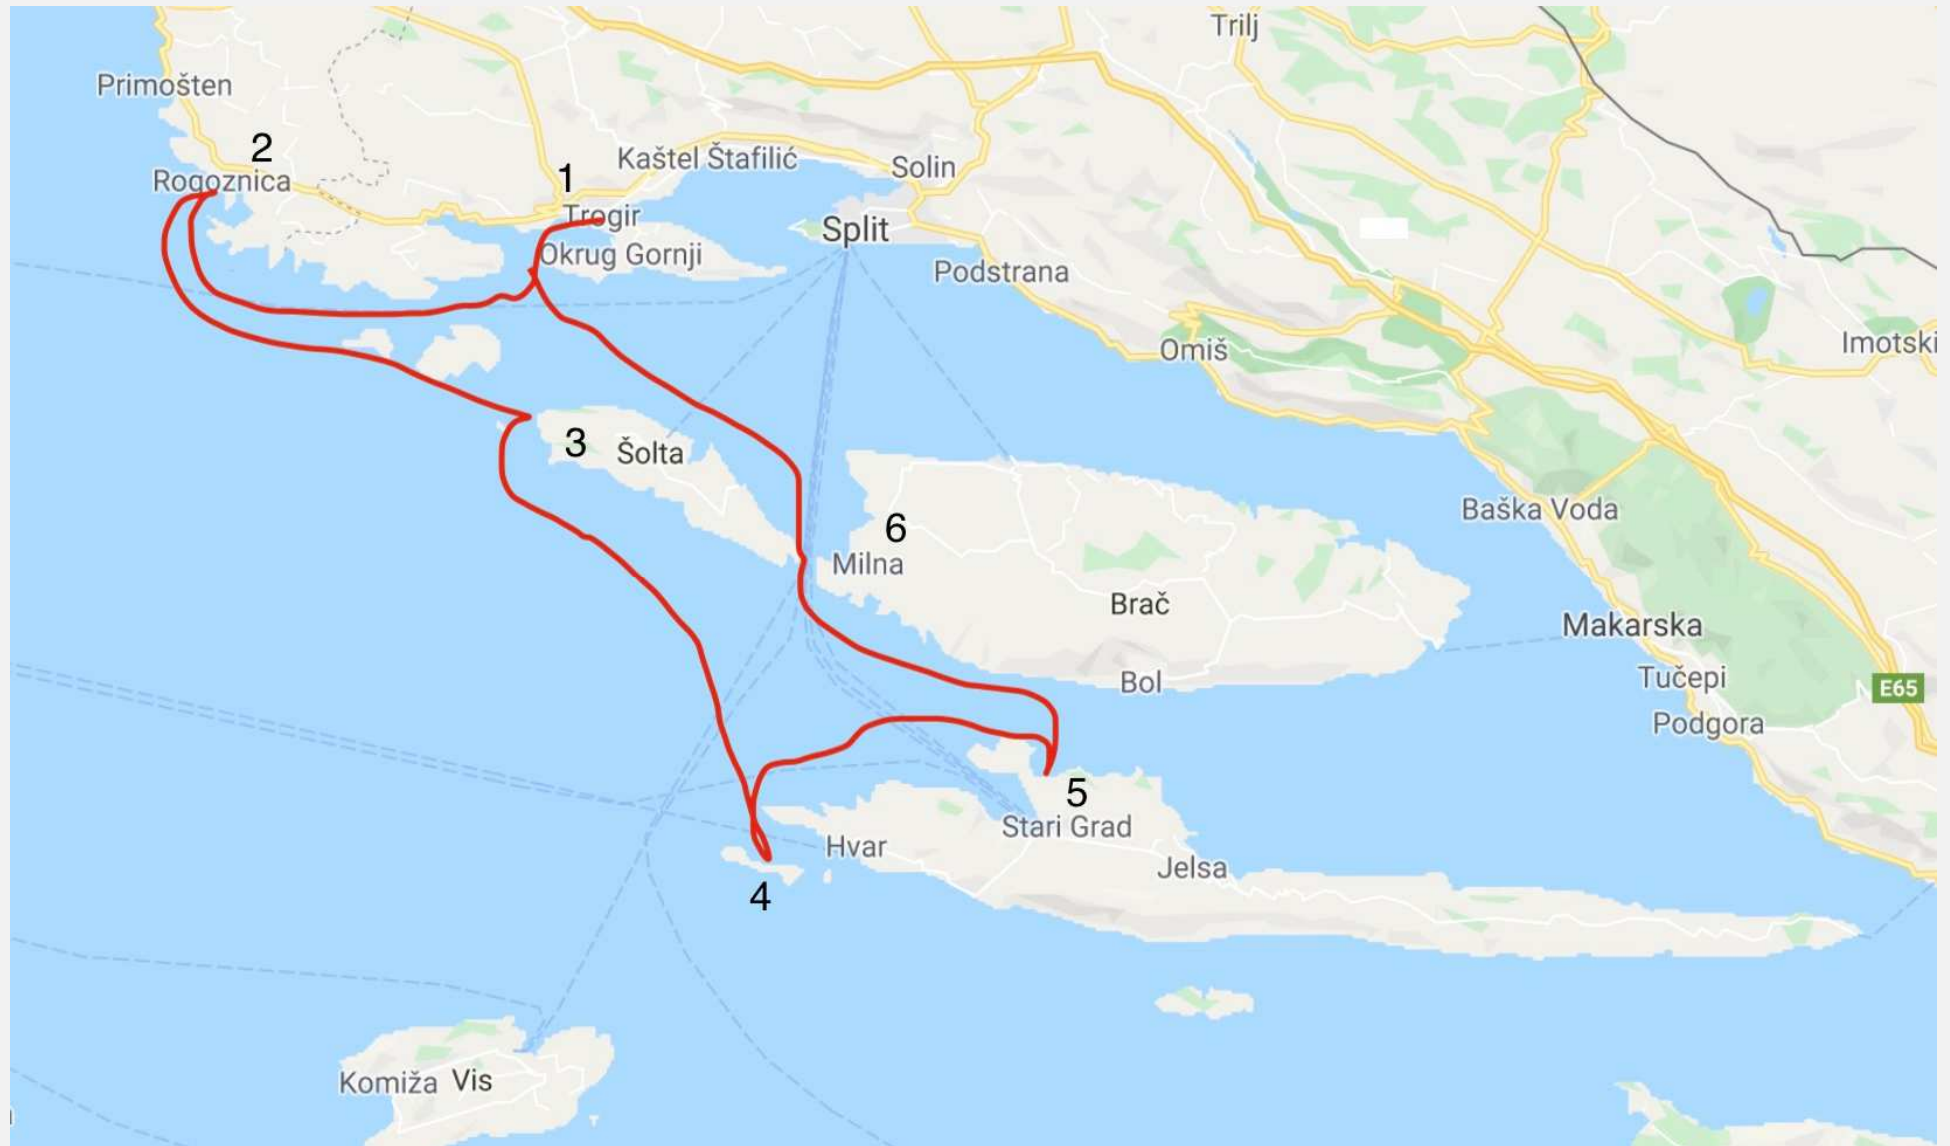 Trilj
Primošten
2
Rogoznica
1
Kaštel Štafilić
Solin
Trogir
Split
Okrug Gornji
Podstrana
Omiš
Imotski
3
Šolta
6
Milna
Baška Voda
Brač
Makarska
Bol
Tučepi
E65
Podgora
5
Stari Grad
Hvar
Jelsa
4
Komiža
Vis